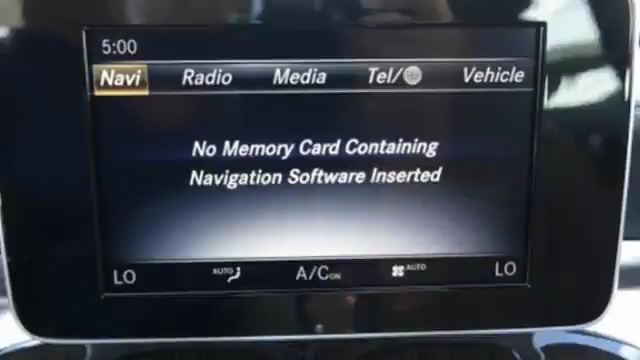 5:00
Navi Radio Media Tel/ Vehicle
No Memory Card Containing
Navigation Software Inserted
LO AUTO A/C ON AUTO LO